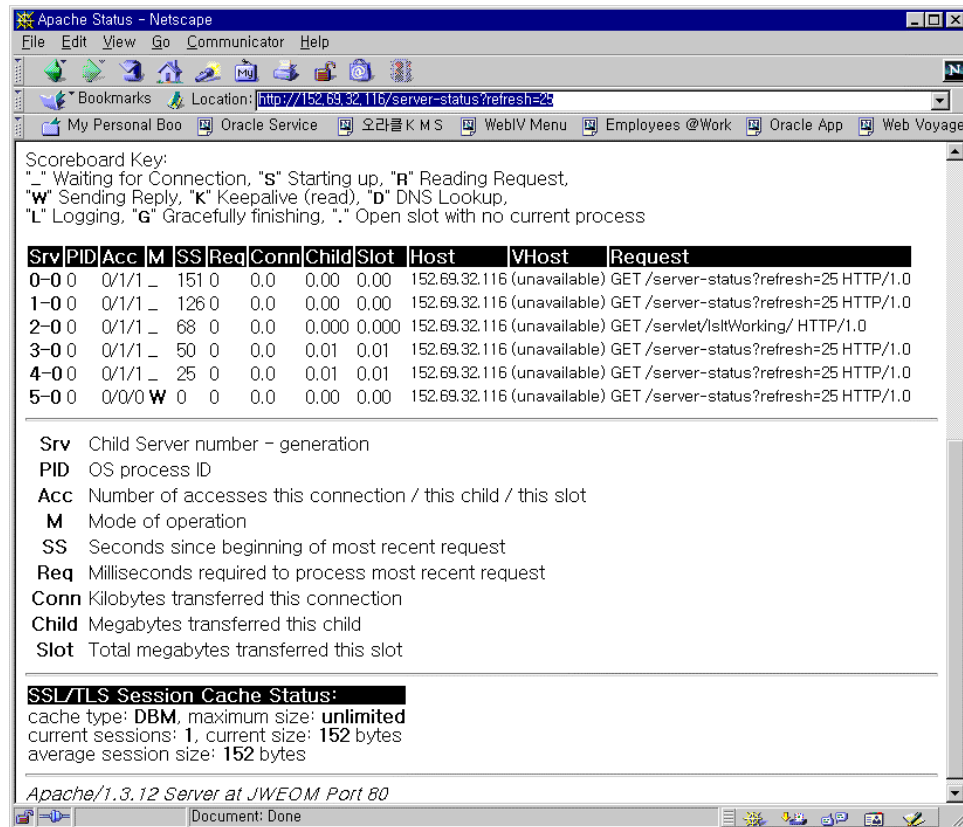 Apache Status - Netscape
File Edit View Go Communicator Help
Bookmarks Location: http://152.69.32.116/server-status?refresh=25
My Personal Boo Oracle Service 오라클 K M S WebIV Menu Employees @Work Oracle App Web Voyage
Scoreboard Key:
"_" Waiting for Connection, "S" Starting up, "R" Reading Request,
"W" Sending Reply, "K" Keepalive (read), "D" DNS Lookup,
"L" Logging, "G" Gracefully finishing, "." Open slot with no current process
Srv PID Acc M SS Req Conn Child Slot Host VHost Request
0-0 0 0/1/1 _ 151 0 0.0 0.00 0.00 152.69.32.116 (unavailable) GET /server-status?refresh=25 HTTP/1.0
1-0 0 0/1/1 _ 126 0 0.0 0.00 0.00 152.69.32.116 (unavailable) GET /server-status?refresh=25 HTTP/1.0
2-0 0 0/1/1 _ 68 0 0.0 0.000 0.000 152.69.32.116 (unavailable) GET /servlet/IsItWorking/ HTTP/1.0
3-0 0 0/1/1 _ 50 0 0.0 0.01 0.01 152.69.32.116 (unavailable) GET /server-status?refresh=25 HTTP/1.0
4-0 0 0/1/1 _ 25 0 0.0 0.01 0.01 152.69.32.116 (unavailable) GET /server-status?refresh=25 HTTP/1.0
5-0 0 0/0/0 W 0 0 0.0 0.00 0.00 152.69.32.116 (unavailable) GET /server-status?refresh=25 HTTP/1.0
Srv Child Server number - generation
PID OS process ID
Acc Number of accesses this connection / this child / this slot
M Mode of operation
SS Seconds since beginning of most recent request
Req Milliseconds required to process most recent request
Conn Kilobytes transferred this connection
Child Megabytes transferred this child
Slot Total megabytes transferred this slot
SSL/TLS Session Cache Status:
cache type: DBM, maximum size: unlimited
current sessions: 1, current size: 152 bytes
average session size: 152 bytes
Apache/1.3.12 Server at JWEOM Port 80
Document: Done